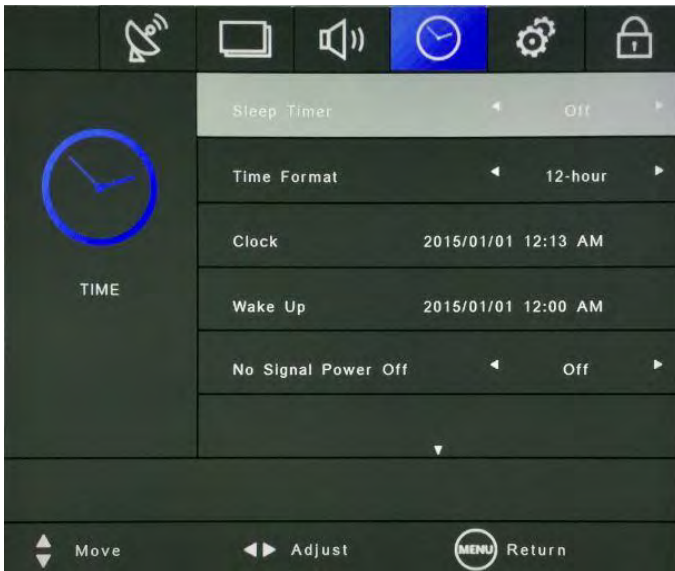 Sleep Timer Off
Time Format 12-hour
Clock 2015/01/01 12:13 AM
TIME
Wake Up 2015/01/01 12:00 AM
No Signal Power Off Off
Move Adjust MENU Return